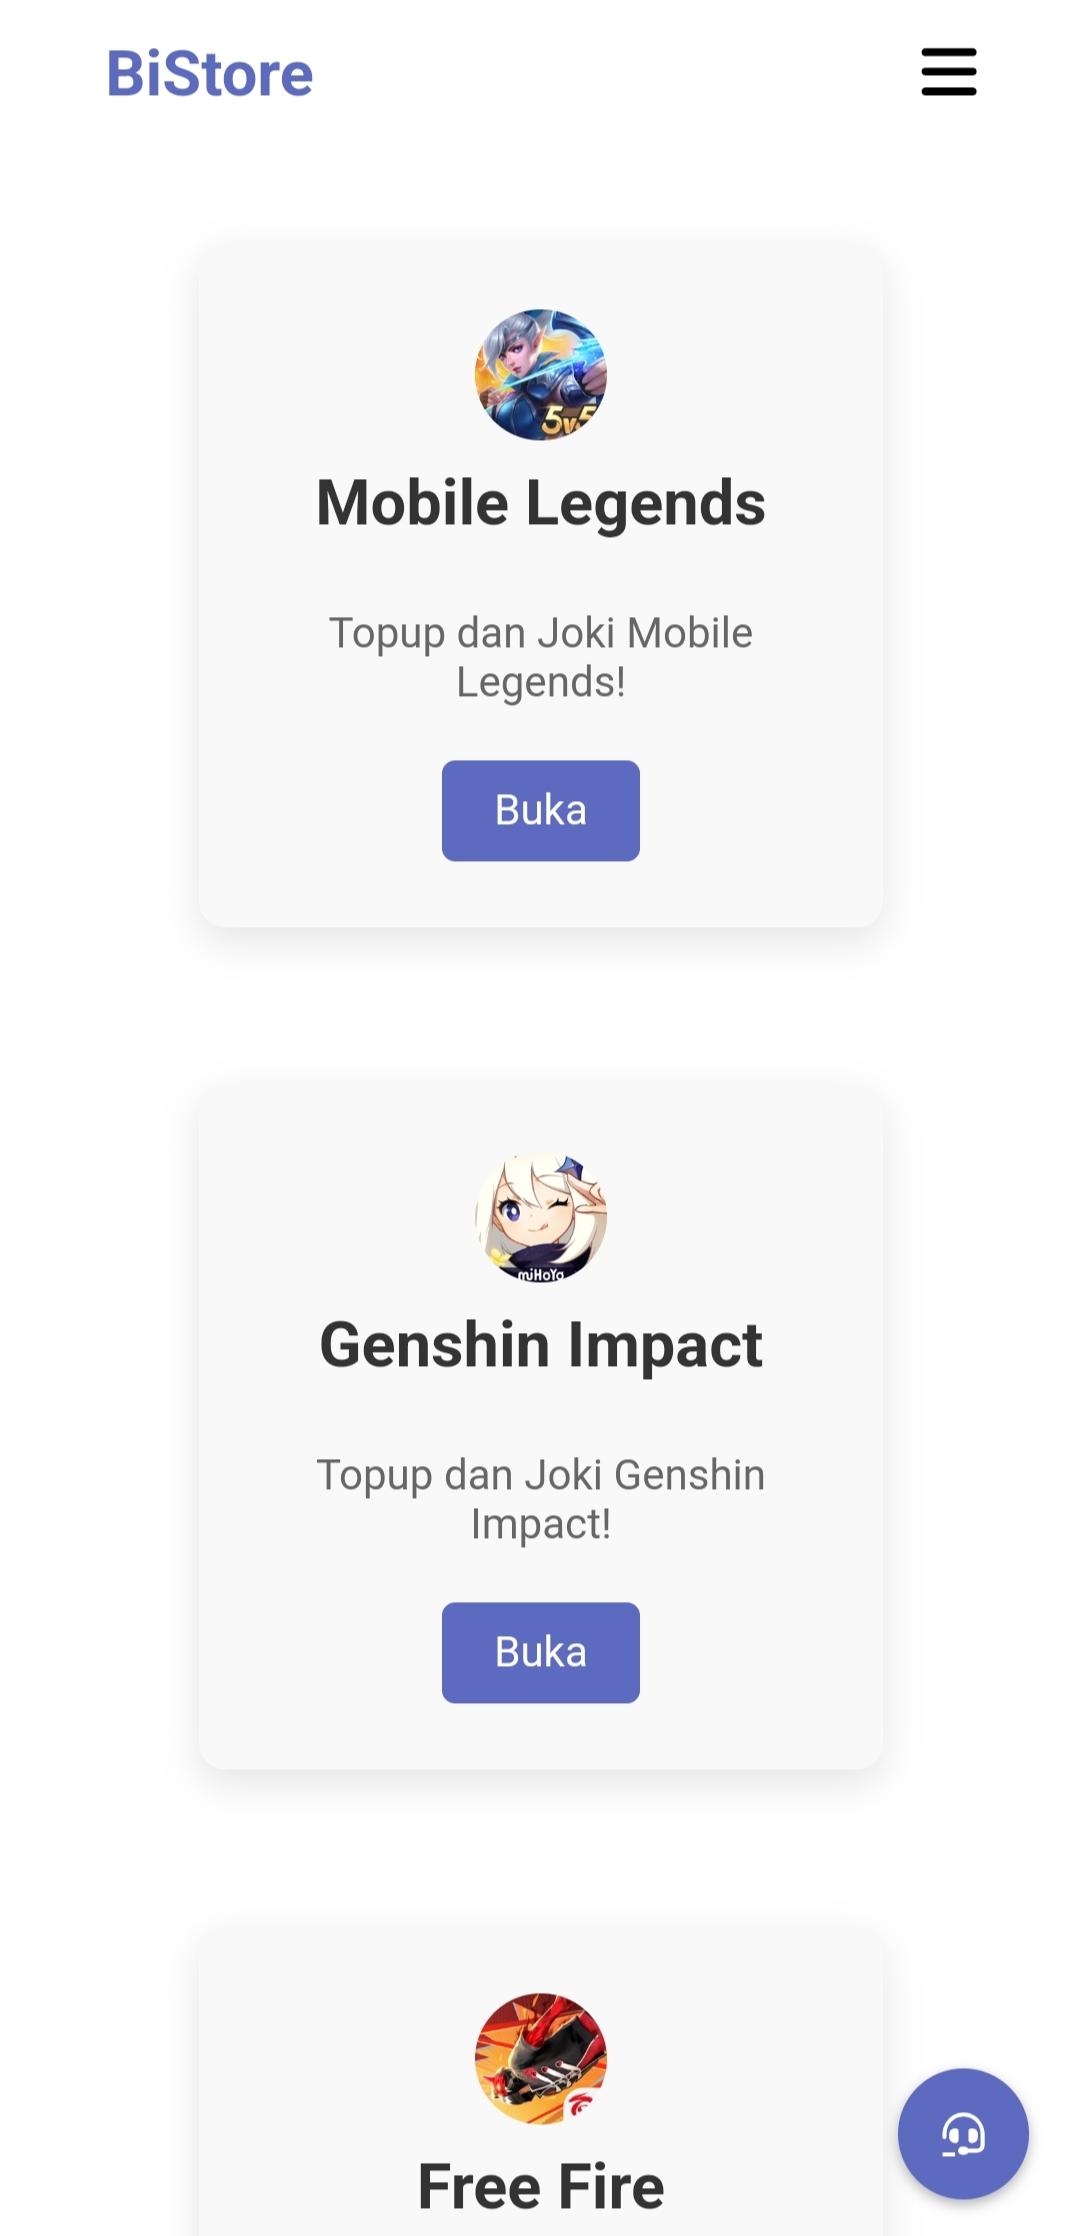 BiStore
5v5
Mobile Legends
Topup dan Joki Mobile
Legends!
Buka
miHoYo
Genshin Impact
Topup dan Joki Genshin
Impact!
Buka
Free Fire